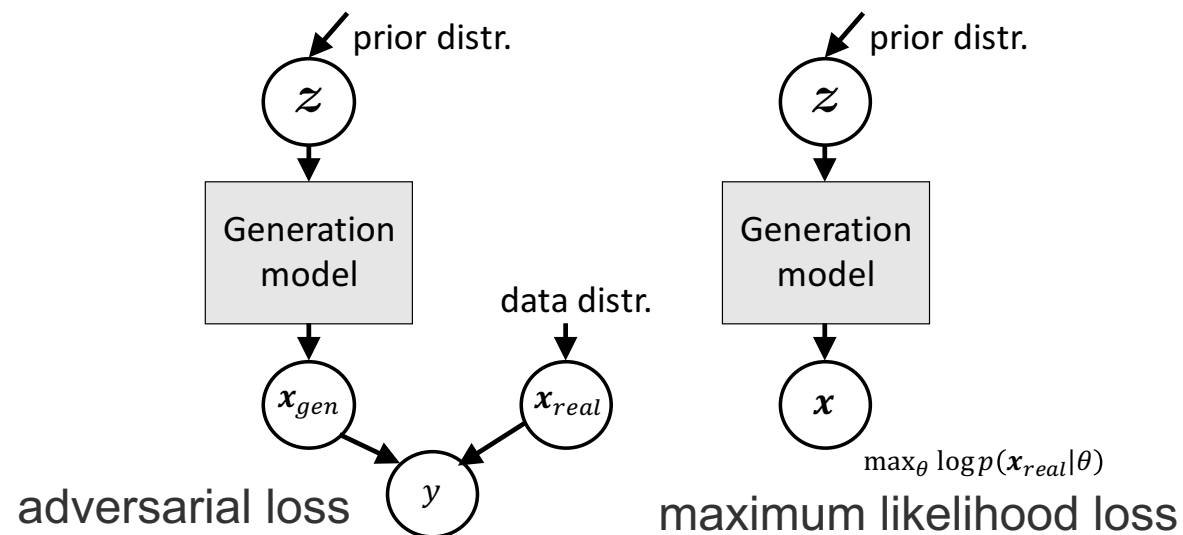 prior distr.
z
Generation
model
data distr.
x_gen
x_real
y
adversarial loss
prior distr.
z
Generation
model
x
max_θ log p(x_real|θ)
maximum likelihood loss